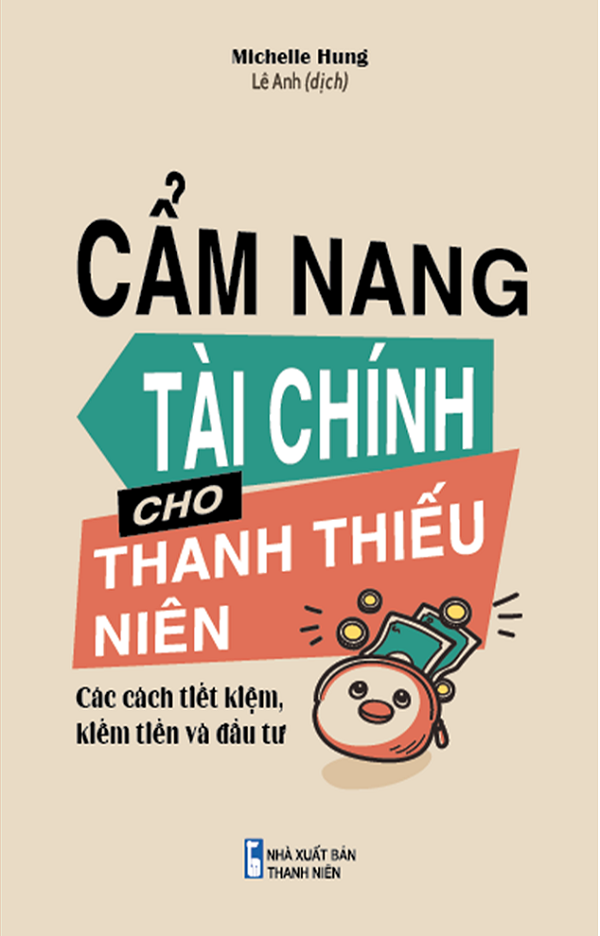 Michelle Hung
Lê Anh (dịch)
CẨM NANG
TÀI CHÍNH
CHO
THANH THIẾU
NIÊN
Các cách tiết kiệm,
kiếm tiền và đầu tư
NHÀ XUẤT BẢN
THANH NIÊN